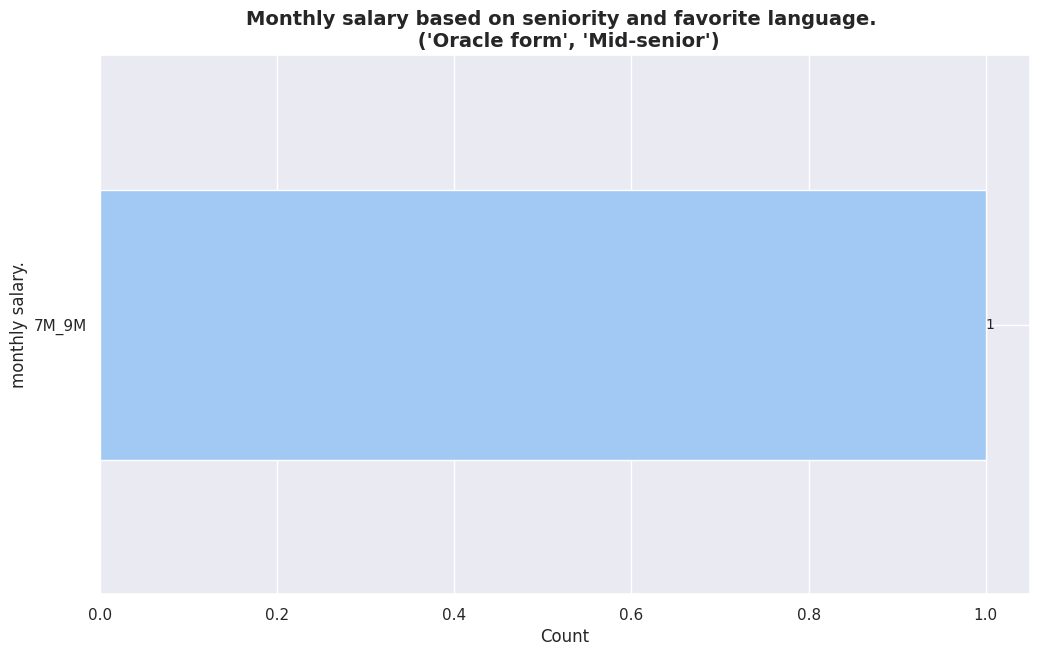 Monthly salary based on seniority and favorite language.
('Oracle form', 'Mid-senior')
monthly salary.
7M_9M
1
0.0 0.2 0.4 0.6 0.8 1.0
Count